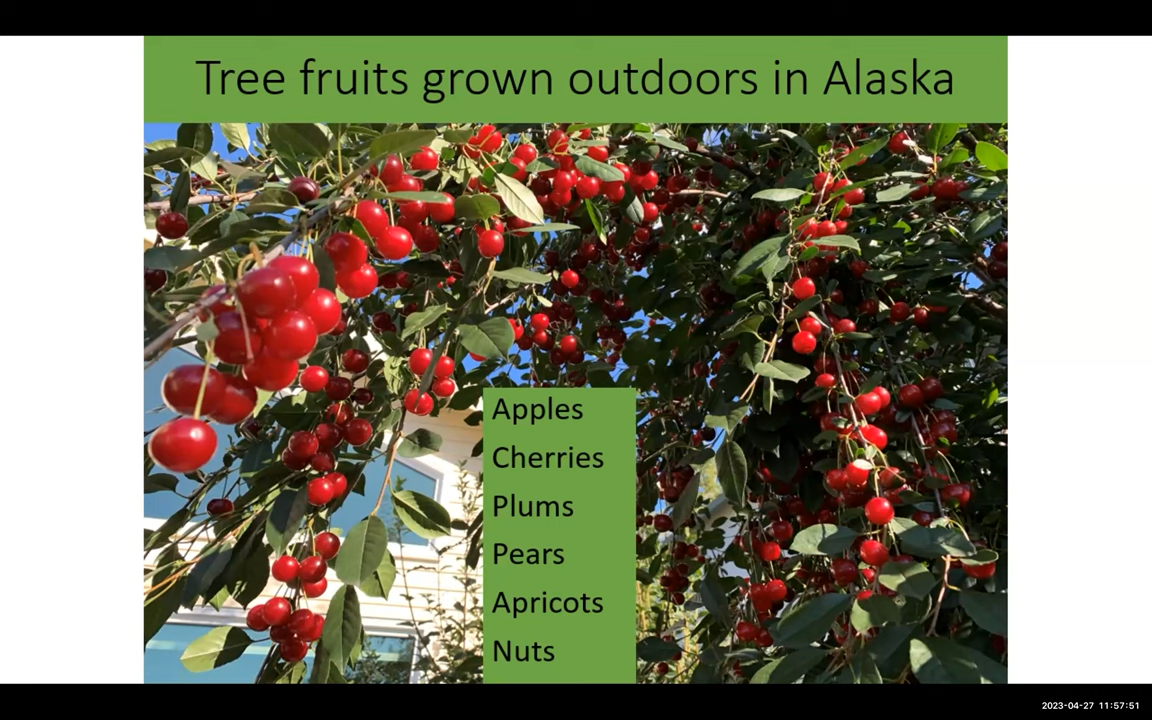 Tree fruits grown outdoors in Alaska
Apples
Cherries
Plums
Pears
Apricots
Nuts
2023-04-27 11:57:51